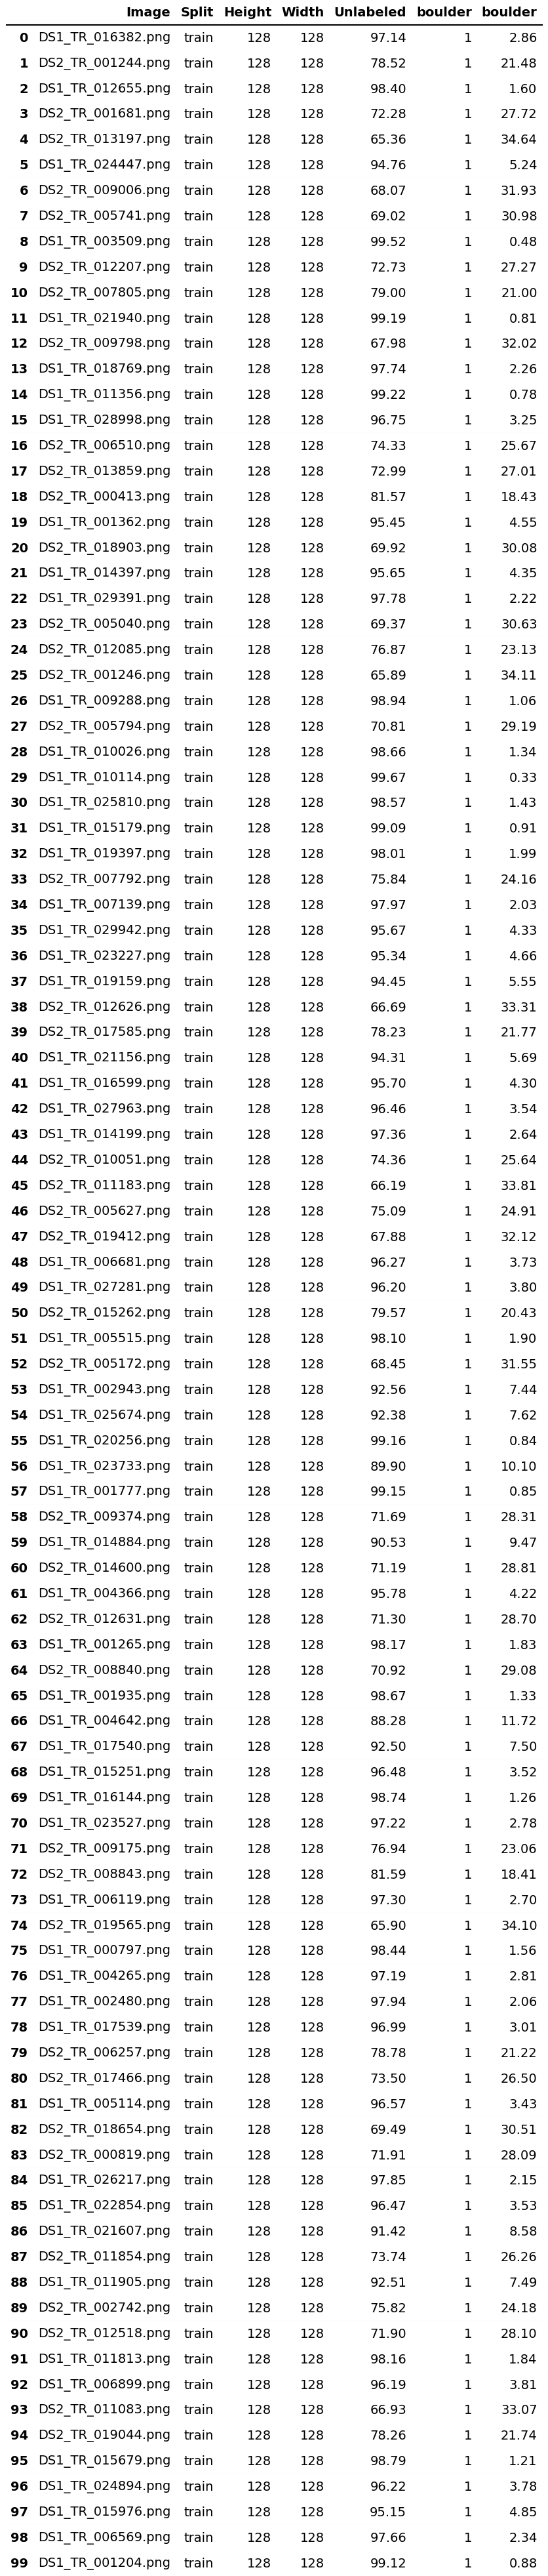 Image Split Height Width Unlabeled boulder boulder
0 DS1_TR_016382.png train 128 128 97.14 1 2.86
1 DS2_TR_001244.png train 128 128 78.52 1 21.48
2 DS1_TR_012655.png train 128 128 98.40 1 1.60
3 DS2_TR_001681.png train 128 128 72.28 1 27.72
4 DS2_TR_013197.png train 128 128 65.36 1 34.64
5 DS1_TR_024447.png train 128 128 94.76 1 5.24
6 DS2_TR_009006.png train 128 128 68.07 1 31.93
7 DS2_TR_005741.png train 128 128 69.02 1 30.98
8 DS1_TR_003509.png train 128 128 99.52 1 0.48
9 DS2_TR_012207.png train 128 128 72.73 1 27.27
10 DS2_TR_007805.png train 128 128 79.00 1 21.00
11 DS1_TR_021940.png train 128 128 99.19 1 0.81
12 DS2_TR_009798.png train 128 128 67.98 1 32.02
13 DS1_TR_018769.png train 128 128 97.74 1 2.26
14 DS1_TR_011356.png train 128 128 99.22 1 0.78
15 DS1_TR_028998.png train 128 128 96.75 1 3.25
16 DS2_TR_006510.png train 128 128 74.33 1 25.67
17 DS2_TR_013859.png train 128 128 72.99 1 27.01
18 DS2_TR_000413.png train 128 128 81.57 1 18.43
19 DS1_TR_001362.png train 128 128 95.45 1 4.55
20 DS2_TR_018903.png train 128 128 69.92 1 30.08
21 DS1_TR_014397.png train 128 128 95.65 1 4.35
22 DS1_TR_029391.png train 128 128 97.78 1 2.22
23 DS2_TR_005040.png train 128 128 69.37 1 30.63
24 DS2_TR_012085.png train 128 128 76.87 1 23.13
25 DS2_TR_001246.png train 128 128 65.89 1 34.11
26 DS1_TR_009288.png train 128 128 98.94 1 1.06
27 DS2_TR_005794.png train 128 128 70.81 1 29.19
28 DS1_TR_010026.png train 128 128 98.66 1 1.34
29 DS1_TR_010114.png train 128 128 99.67 1 0.33
30 DS1_TR_025810.png train 128 128 98.57 1 1.43
31 DS1_TR_015179.png train 128 128 99.09 1 0.91
32 DS1_TR_019397.png train 128 128 98.01 1 1.99
33 DS2_TR_007792.png train 128 128 75.84 1 24.16
34 DS1_TR_007139.png train 128 128 97.97 1 2.03
35 DS1_TR_029942.png train 128 128 95.67 1 4.33
36 DS1_TR_023227.png train 128 128 95.34 1 4.66
37 DS1_TR_019159.png train 128 128 94.45 1 5.55
38 DS2_TR_012626.png train 128 128 66.69 1 33.31
39 DS2_TR_017585.png train 128 128 78.23 1 21.77
40 DS1_TR_021156.png train 128 128 94.31 1 5.69
41 DS1_TR_016599.png train 128 128 95.70 1 4.30
42 DS1_TR_027963.png train 128 128 96.46 1 3.54
43 DS1_TR_014199.png train 128 128 97.36 1 2.64
44 DS2_TR_010051.png train 128 128 74.36 1 25.64
45 DS2_TR_011183.png train 128 128 66.19 1 33.81
46 DS2_TR_005627.png train 128 128 75.09 1 24.91
47 DS2_TR_019412.png train 128 128 67.88 1 32.12
48 DS1_TR_006681.png train 128 128 96.27 1 3.73
49 DS1_TR_027281.png train 128 128 96.20 1 3.80
50 DS2_TR_015262.png train 128 128 79.57 1 20.43
51 DS1_TR_005515.png train 128 128 98.10 1 1.90
52 DS2_TR_005172.png train 128 128 68.45 1 31.55
53 DS1_TR_002943.png train 128 128 92.56 1 7.44
54 DS1_TR_025674.png train 128 128 92.38 1 7.62
55 DS1_TR_020256.png train 128 128 99.16 1 0.84
56 DS1_TR_023733.png train 128 128 89.90 1 10.10
57 DS1_TR_001777.png train 128 128 99.15 1 0.85
58 DS2_TR_009374.png train 128 128 71.69 1 28.31
59 DS1_TR_014884.png train 128 128 90.53 1 9.47
60 DS2_TR_014600.png train 128 128 71.19 1 28.81
61 DS1_TR_004366.png train 128 128 95.78 1 4.22
62 DS2_TR_012631.png train 128 128 71.30 1 28.70
63 DS1_TR_001265.png train 128 128 98.17 1 1.83
64 DS2_TR_008840.png train 128 128 70.92 1 29.08
65 DS1_TR_001935.png train 128 128 98.67 1 1.33
66 DS1_TR_004642.png train 128 128 88.28 1 11.72
67 DS1_TR_017540.png train 128 128 92.50 1 7.50
68 DS1_TR_015251.png train 128 128 96.48 1 3.52
69 DS1_TR_016144.png train 128 128 98.74 1 1.26
70 DS1_TR_023527.png train 128 128 97.22 1 2.78
71 DS2_TR_009175.png train 128 128 76.94 1 23.06
72 DS2_TR_008843.png train 128 128 81.59 1 18.41
73 DS1_TR_006119.png train 128 128 97.30 1 2.70
74 DS2_TR_019565.png train 128 128 65.90 1 34.10
75 DS1_TR_000797.png train 128 128 98.44 1 1.56
76 DS1_TR_004265.png train 128 128 97.19 1 2.81
77 DS1_TR_002480.png train 128 128 97.94 1 2.06
78 DS1_TR_017539.png train 128 128 96.99 1 3.01
79 DS2_TR_006257.png train 128 128 78.78 1 21.22
80 DS2_TR_017466.png train 128 128 73.50 1 26.50
81 DS1_TR_005114.png train 128 128 96.57 1 3.43
82 DS2_TR_018654.png train 128 128 69.49 1 30.51
83 DS2_TR_000819.png train 128 128 71.91 1 28.09
84 DS1_TR_026217.png train 128 128 97.85 1 2.15
85 DS1_TR_022854.png train 128 128 96.47 1 3.53
86 DS1_TR_021607.png train 128 128 91.42 1 8.58
87 DS2_TR_011854.png train 128 128 73.74 1 26.26
88 DS1_TR_011905.png train 128 128 92.51 1 7.49
89 DS2_TR_002742.png train 128 128 75.82 1 24.18
90 DS2_TR_012518.png train 128 128 71.90 1 28.10
91 DS1_TR_011813.png train 128 128 98.16 1 1.84
92 DS1_TR_006899.png train 128 128 96.19 1 3.81
93 DS2_TR_011083.png train 128 128 66.93 1 33.07
94 DS2_TR_019044.png train 128 128 78.26 1 21.74
95 DS1_TR_015679.png train 128 128 98.79 1 1.21
96 DS1_TR_024894.png train 128 128 96.22 1 3.78
97 DS1_TR_015976.png train 128 128 95.15 1 4.85
98 DS1_TR_006569.png train 128 128 97.66 1 2.34
99 DS1_TR_001204.png train 128 128 99.12 1 0.88